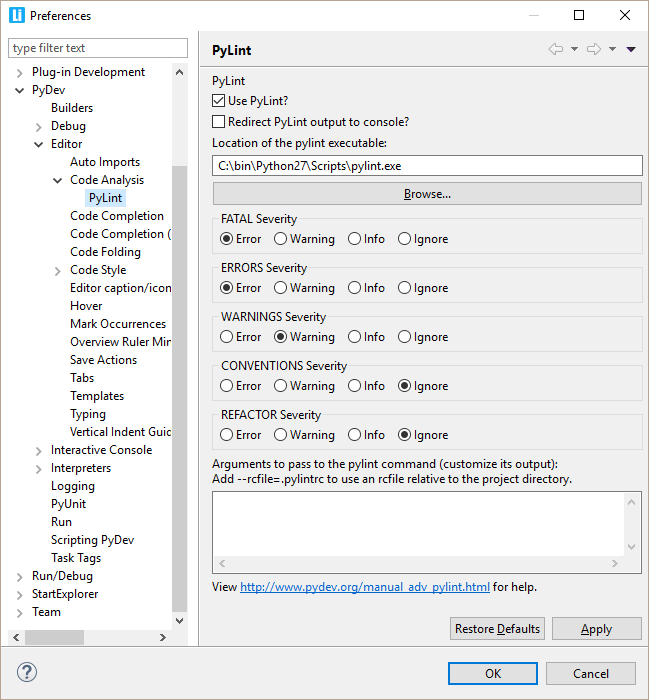 Preferences
type filter text
Plug-in Development
PyDev
Builders
Debug
Editor
Auto Imports
Code Analysis
PyLint
Code Completion
Code Completion (
Code Folding
Code Style
Editor caption/icon
Hover
Mark Occurrences
Overview Ruler Min
Save Actions
Tabs
Templates
Typing
Vertical Indent Guid
Interactive Console
Interpreters
Logging
PyUnit
Run
Scripting PyDev
Task Tags
Run/Debug
StartExplorer
Team
PyLint
PyLint
Use PyLint?
Redirect PyLint output to console?
Location of the pylint executable:
C:\bin\Python27\Scripts\pylint.exe
Browse...
FATAL Severity
Error Warning Info Ignore
ERRORS Severity
Error Warning Info Ignore
WARNINGS Severity
Error Warning Info Ignore
CONVENTIONS Severity
Error Warning Info Ignore
REFACTOR Severity
Error Warning Info Ignore
Arguments to pass to the pylint command (customize its output):
Add --rcfile=.pylintrc to use an rcfile relative to the project directory.
View http://www.pydev.org/manual_adv_pylint.html for help.
Restore Defaults Apply
? OK Cancel